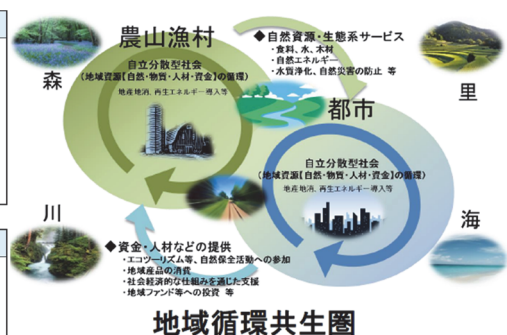 農山漁村
◆自然資源・生態系サービス
・食料、水、木材
・自然エネルギー
・水質浄化、自然災害の防止 等
森
里
自立分散型社会
(地域資源【自然・物質・人材・資金】の循環)
地産地消、再生エネルギー導入等
都市
自立分散型社会
(地域資源【自然・物質・人材・資金】の循環)
地産地消、再生エネルギー導入等
川
海
◆資金・人材などの提供
・エコツーリズム等、自然保全活動への参加
・地域産品の消費
・社会経済的な仕組みを通じた支援
・地域ファンド等への投資 等
地域循環共生圏